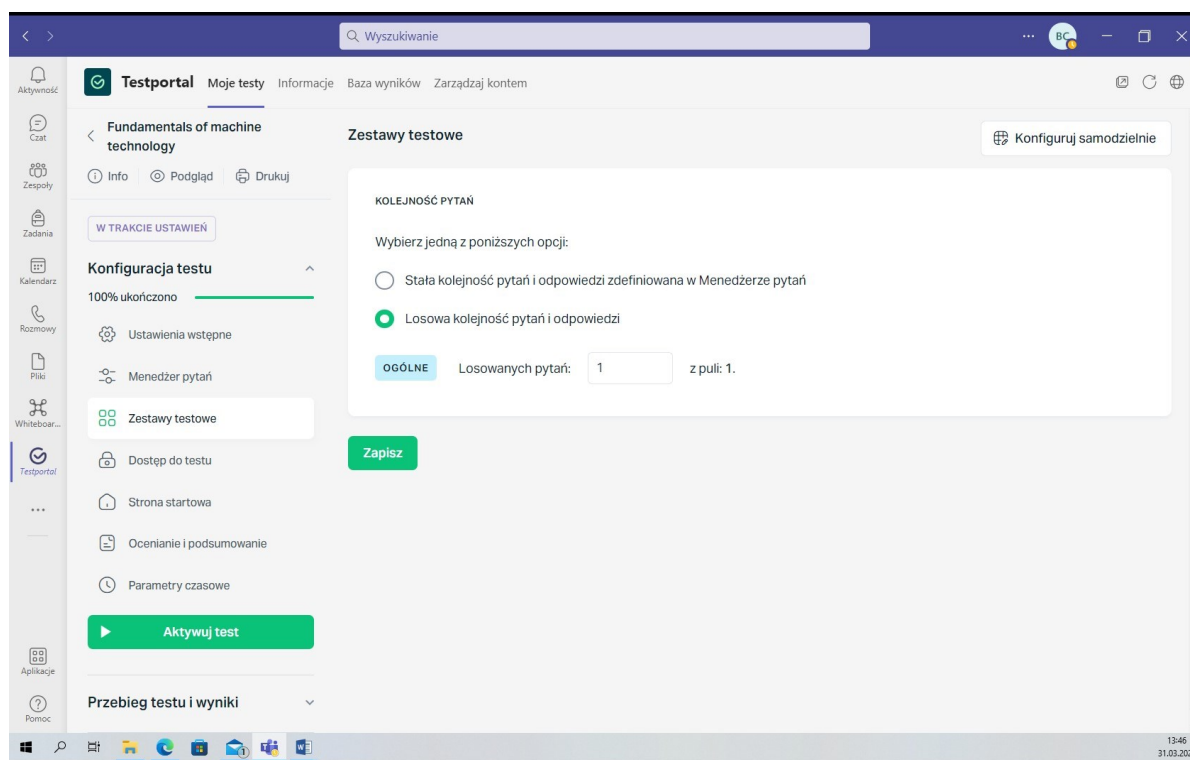 Wyszukiwanie
BC
Aktywność
Czat
Zespoły
Zadania
Kalendarz
Rozmowy
Pliki
Whiteboar...
Testportal
Aplikacje
Pomoc
Testportal Moje testy Informacje Baza wyników Zarządzaj kontem
Fundamentals of machine
technology
Info Podgląd Drukuj
W TRAKCIE USTAWIEŃ
Konfiguracja testu
100% ukończono
Ustawienia wstępne
Menedżer pytań
Zestawy testowe
Dostęp do testu
Strona startowa
Ocenianie i podsumowanie
Parametry czasowe
Aktywuj test
Przebieg testu i wyniki
Zestawy testowe
Konfiguruj samodzielnie
KOLEJNOŚĆ PYTAŃ
Wybierz jedną z poniższych opcji:
Stała kolejność pytań i odpowiedzi zdefiniowana w Menedżerze pytań
Losowa kolejność pytań i odpowiedzi
OGÓLNE Losowanych pytań: 1 z puli: 1.
Zapisz
13:46
31.03.202